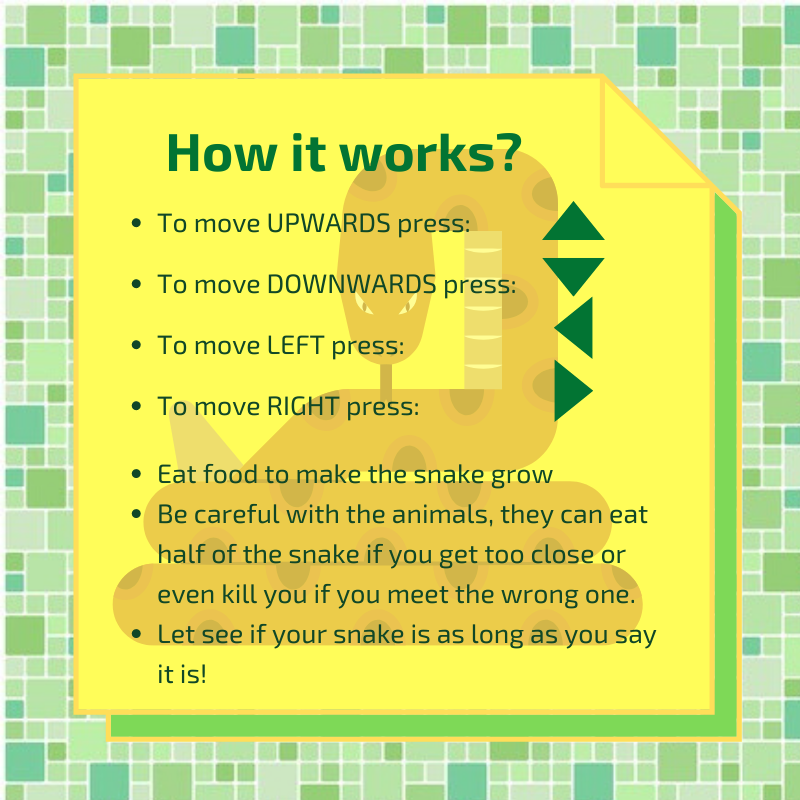 How it works?
• To move UPWARDS press:
• To move DOWNWARDS press:
• To move LEFT press:
• To move RIGHT press:
• Eat food to make the snake grow
• Be careful with the animals, they can eat
half of the snake if you get too close or
even kill you if you meet the wrong one.
• Let see if your snake is as long as you say
it is!